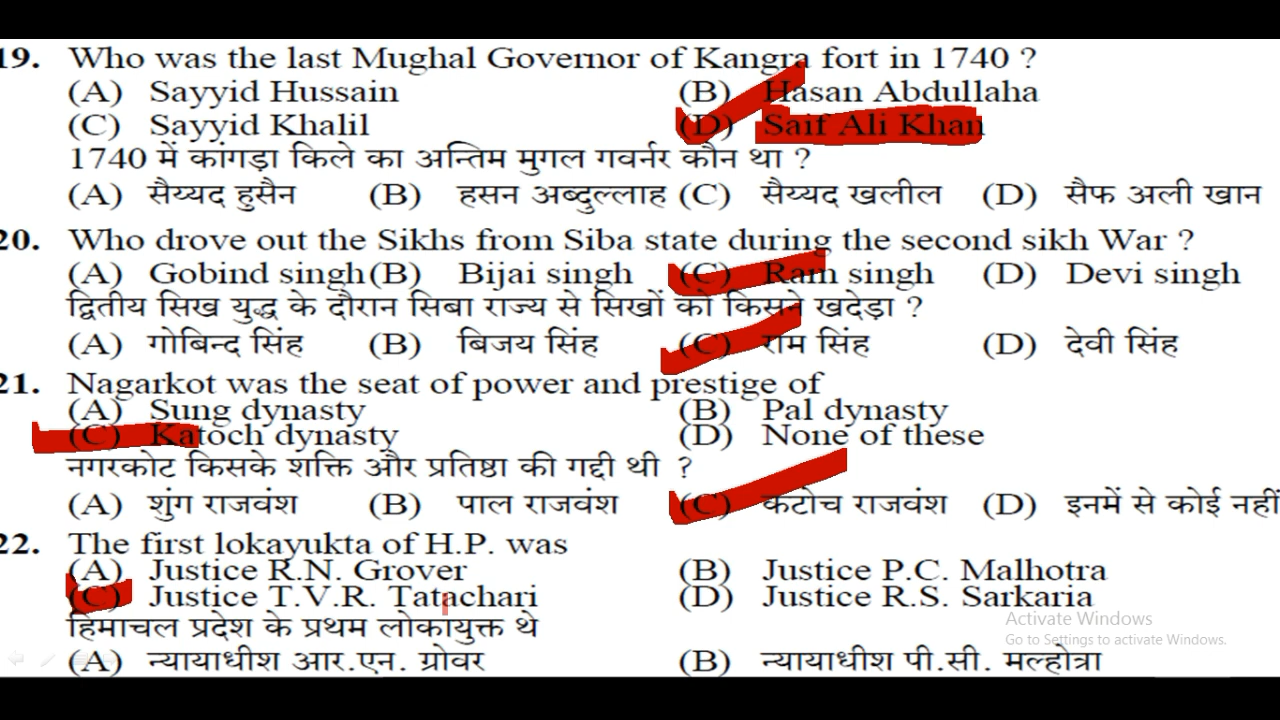 19. Who was the last Mughal Governor of Kangra fort in 1740 ?
(A) Sayyid Hussain (B) Hasan Abdullaha
(C) Sayyid Khalil (D) Saif Ali Khan
1740 में कांगड़ा किले का अन्तिम मुगल गवर्नर कौन था ?
(A) सैय्यद हुसैन (B) हसन अब्दुल्लाह (C) सैय्यद खलील (D) सैफ अली खान
20. Who drove out the Sikhs from Siba state during the second sikh War ?
(A) Gobind singh (B) Bijai singh (C) Ram singh (D) Devi singh
द्वितीय सिख युद्ध के दौरान सिबा राज्य से सिखों को किसने खदेड़ा ?
(A) गोबिन्द सिंह (B) बिजय सिंह (C) राम सिंह (D) देवी सिंह
21. Nagarkot was the seat of power and prestige of
(A) Sung dynasty (B) Pal dynasty
(C) Katoch dynasty (D) None of these
नगरकोट किसके शक्ति और प्रतिष्ठा की गद्दी थी ?
(A) शुंग राजवंश (B) पाल राजवंश (C) कटोच राजवंश (D) इनमें से कोई नहीं
22. The first lokayukta of H.P. was
(A) Justice R.N. Grover (B) Justice P.C. Malhotra
(C) Justice T.V.R. Tatachari (D) Justice R.S. Sarkaria
हिमाचल प्रदेश के प्रथम लोकायुक्त थे
(A) न्यायाधीश आर.एन. ग्रोवर (B) न्यायाधीश पी.सी. मल्होत्रा
Activate Windows
Go to Settings to activate Windows.